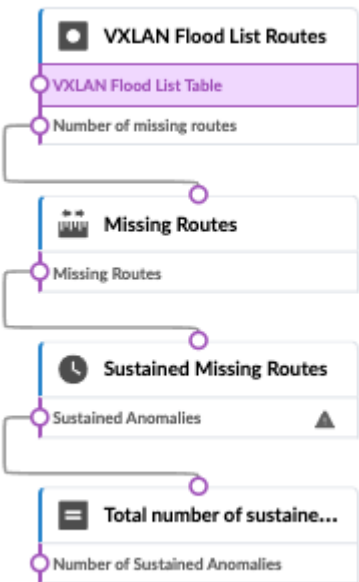 VXLAN Flood List Routes
VXLAN Flood List Table
Number of missing routes
Missing Routes
Missing Routes
Sustained Missing Routes
Sustained Anomalies
Total number of sustaine...
Number of Sustained Anomalies